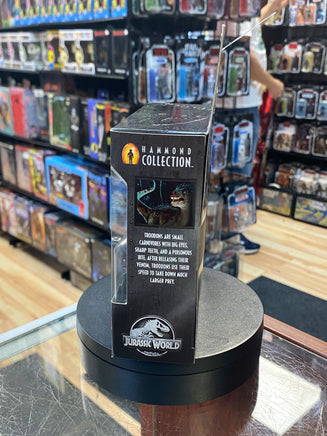 HAMMOND
COLLECTION.
TROODONS ARE SMALL
CARNIVORES WITH BIG EYES,
SHARP TEETH, AND A POISONOUS
BITE. AFTER RELEASING THEIR
VENOM, TROODONS USE THEIR
SPEED TO TAKE DOWN MUCH
LARGER PREY.
JURASSIC WORLD